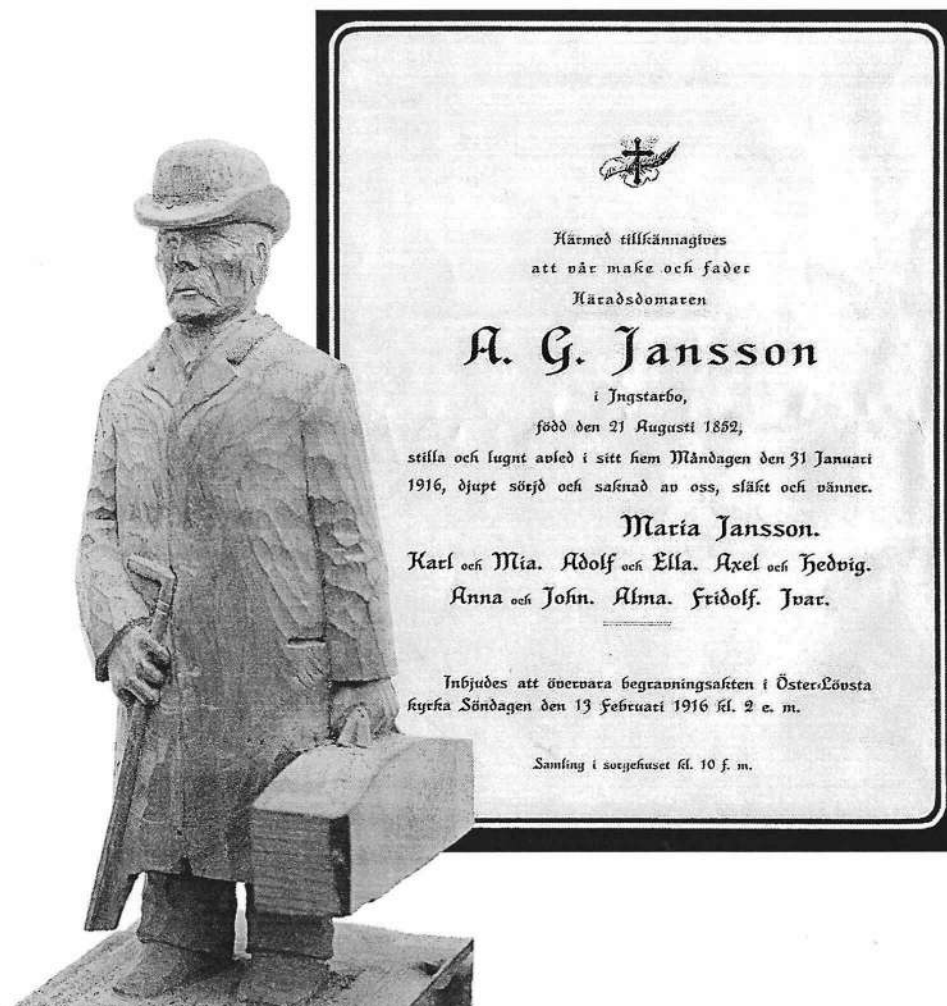 Härmed tillkännagives
att vår make och fader
Häradsdomaren
A. G. Jansson
i Ingstarbo,
född den 21 Augusti 1852,
stilla och lugnt avled i sitt hem Måndagen den 31 Januari
1916, djupt sörjd och saknad av oss, släkt och vänner.
Maria Jansson.
Karl och Mia. Adolf och Ella. Axel och Hedvig.
Anna och John. Alma. Fridolf. Ivar.
Inbjudes att övervara begravningsakten i Öster-Lövsta
kyrka Söndagen den 13 Februari 1916 kl. 2 e. m.
Samling i sorgehuset kl. 10 f. m.